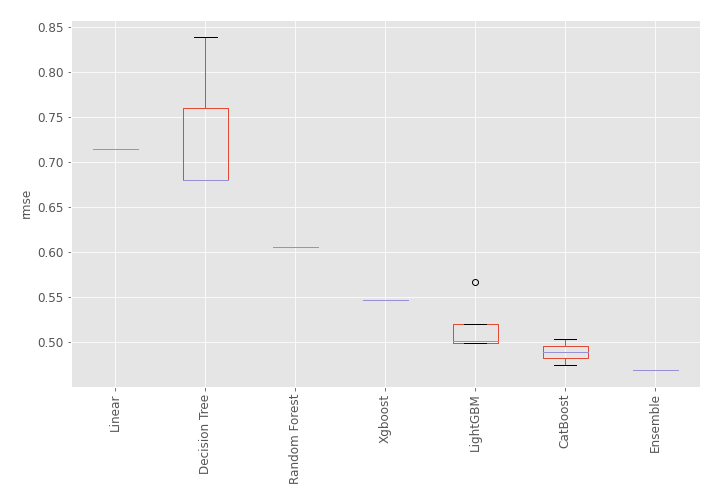 0.85
0.80
0.75
0.70
0.65
0.60
0.55
0.50
rmse
Linear
Decision Tree
Random Forest
Xgboost
LightGBM
CatBoost
Ensemble